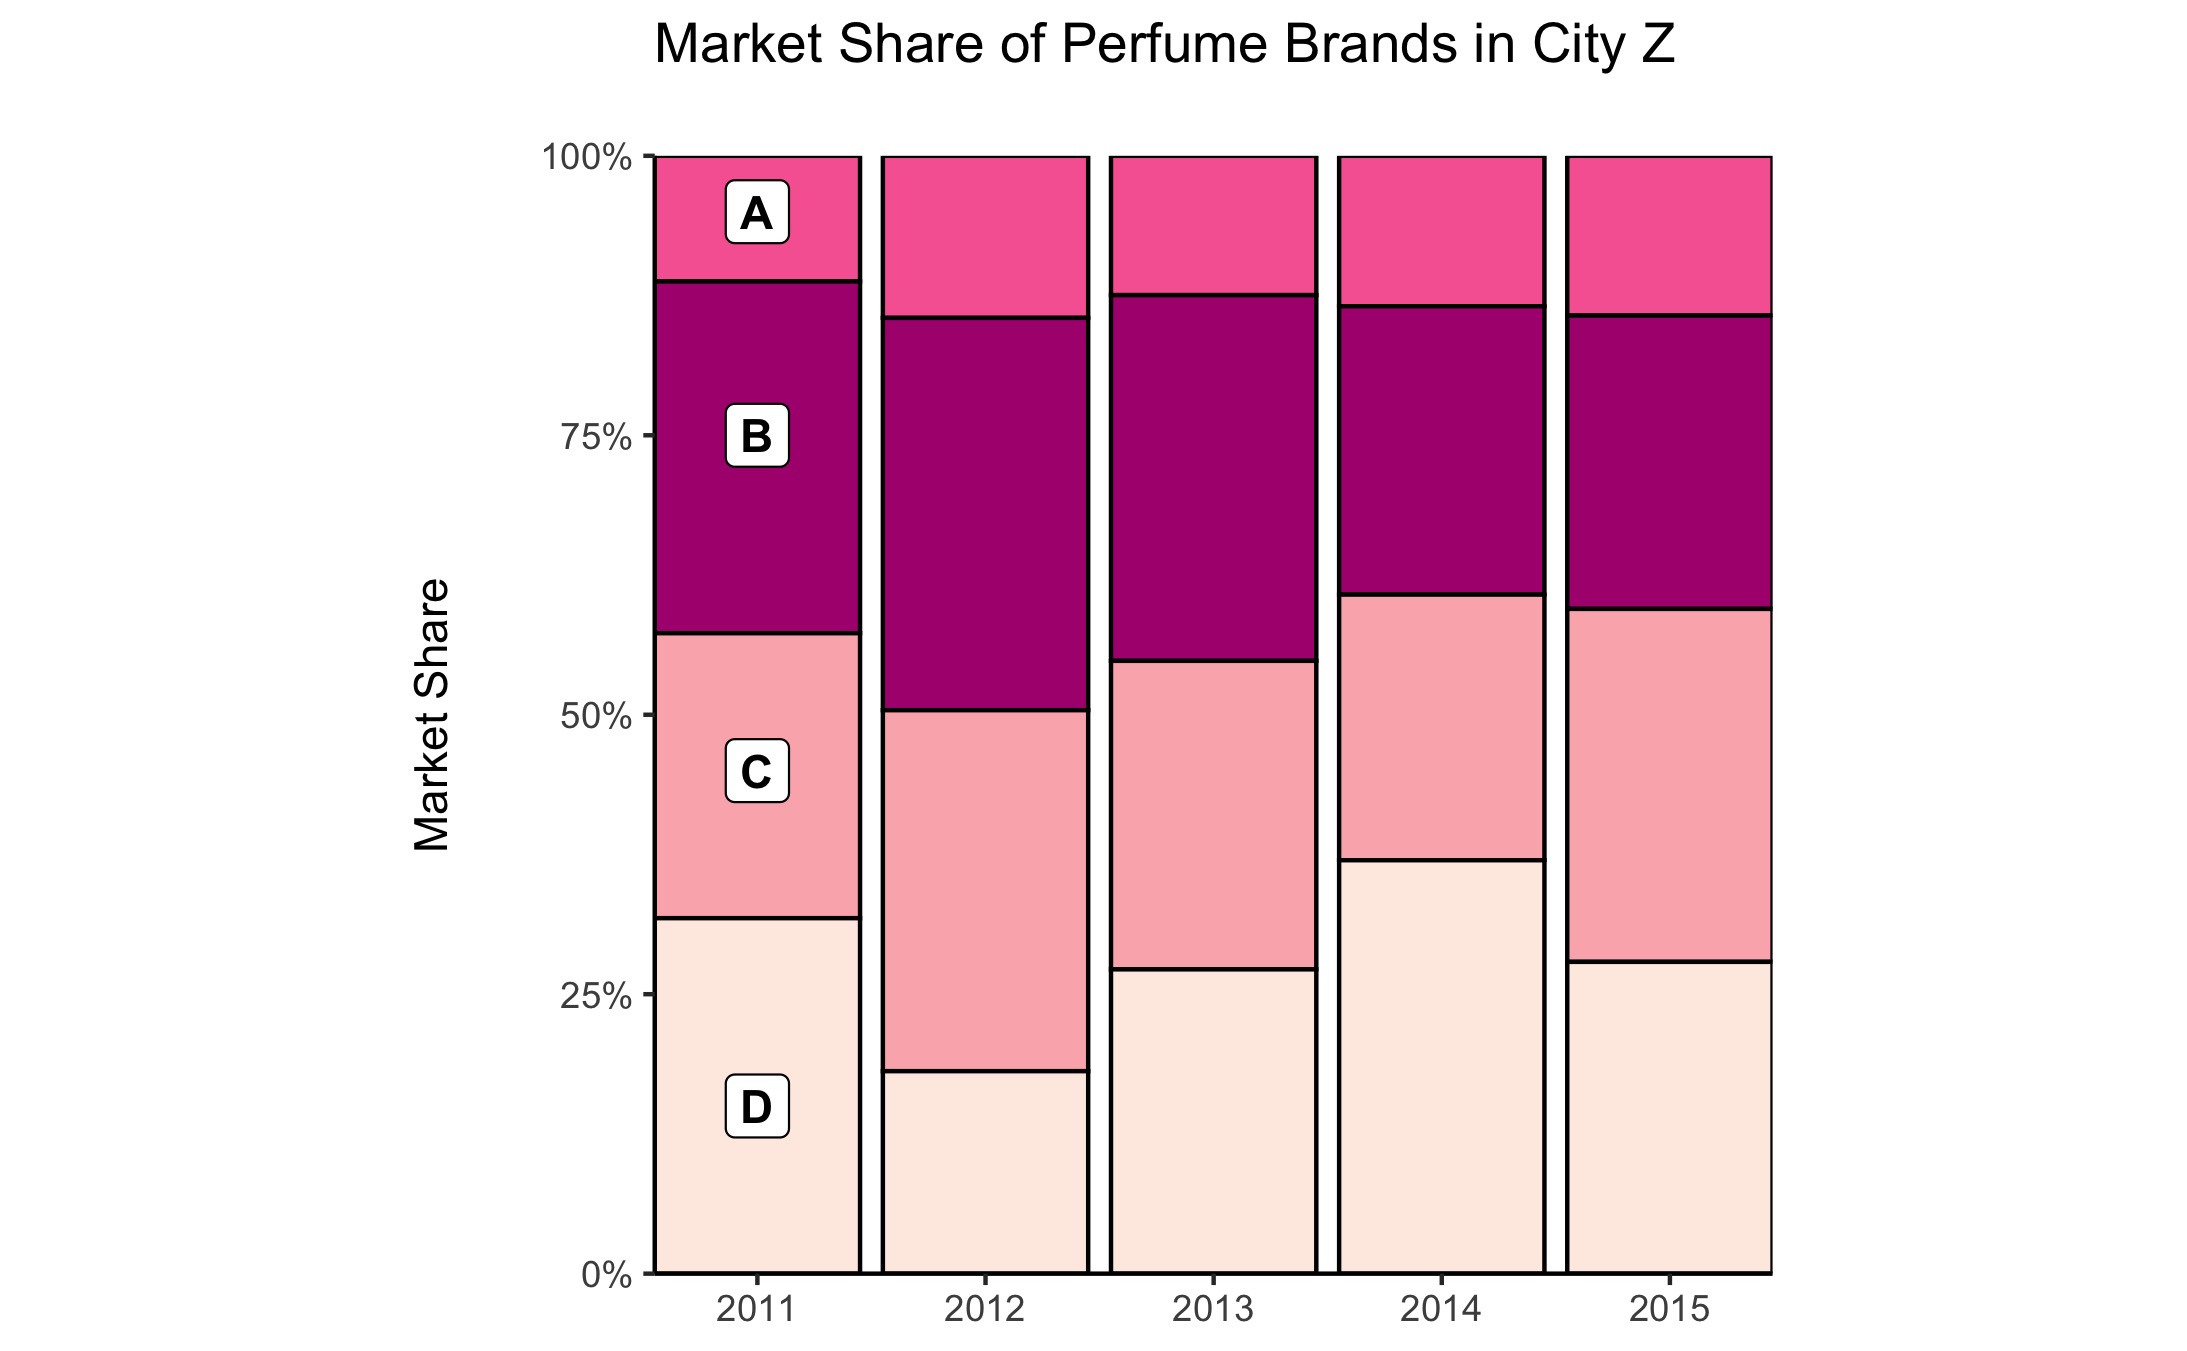 Market Share of Perfume Brands in City Z
100%
75%
50%
25%
0%
Market Share
A
B
C
D
2011
2012
2013
2014
2015